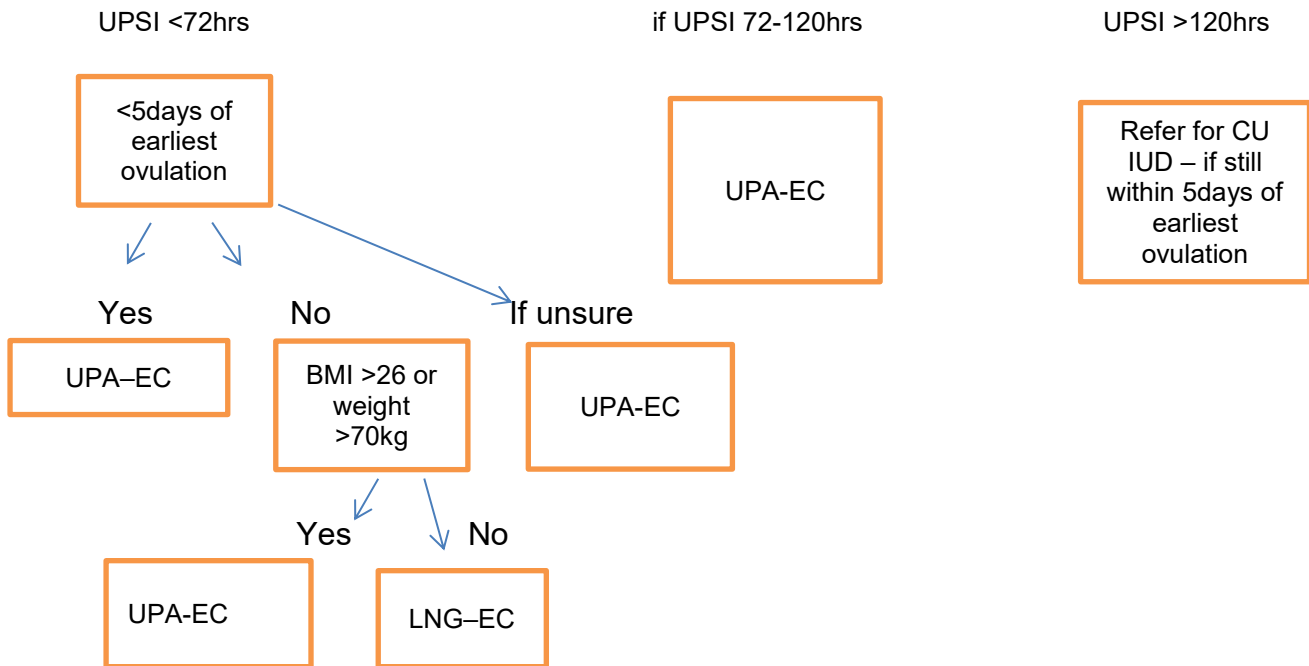 UPSI <72hrs
if UPSI 72-120hrs
UPSI >120hrs
<5days of
earliest
ovulation
UPA-EC
Refer for CU
IUD – if still
within 5days of
earliest
ovulation
Yes
No
If unsure
UPA–EC
BMI >26 or
weight
>70kg
UPA-EC
Yes
No
UPA-EC
LNG–EC